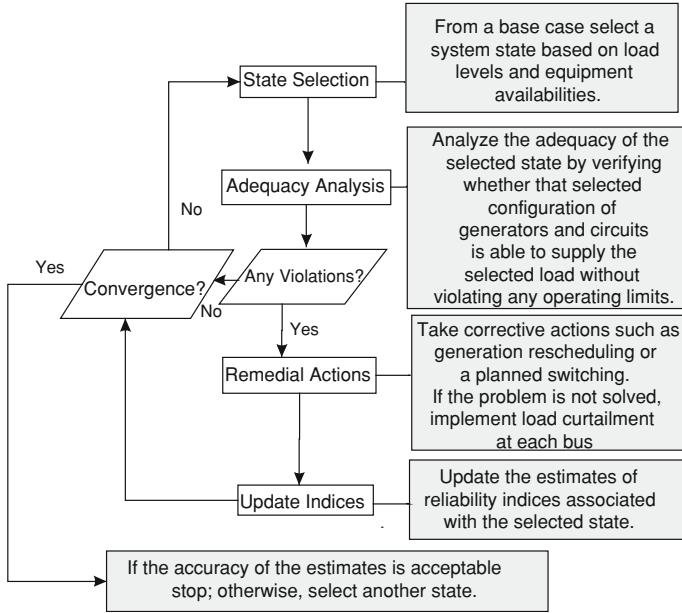 From a base case select a
system state based on load
levels and equipment
availabilities.
State Selection
Analyze the adequacy of the
selected state by verifying
whether that selected
configuration of
generators and circuits
is able to supply the
selected load without
violating any operating limits.
Adequacy Analysis
No
Yes
Convergence?
No
Any Violations?
Yes
Take corrective actions such as
generation rescheduling or
a planned switching.
If the problem is not solved,
implement load curtailment
at each bus
Remedial Actions
Update the estimates of
reliability indices associated
with the selected state.
Update Indices
If the accuracy of the estimates is acceptable
stop; otherwise, select another state.